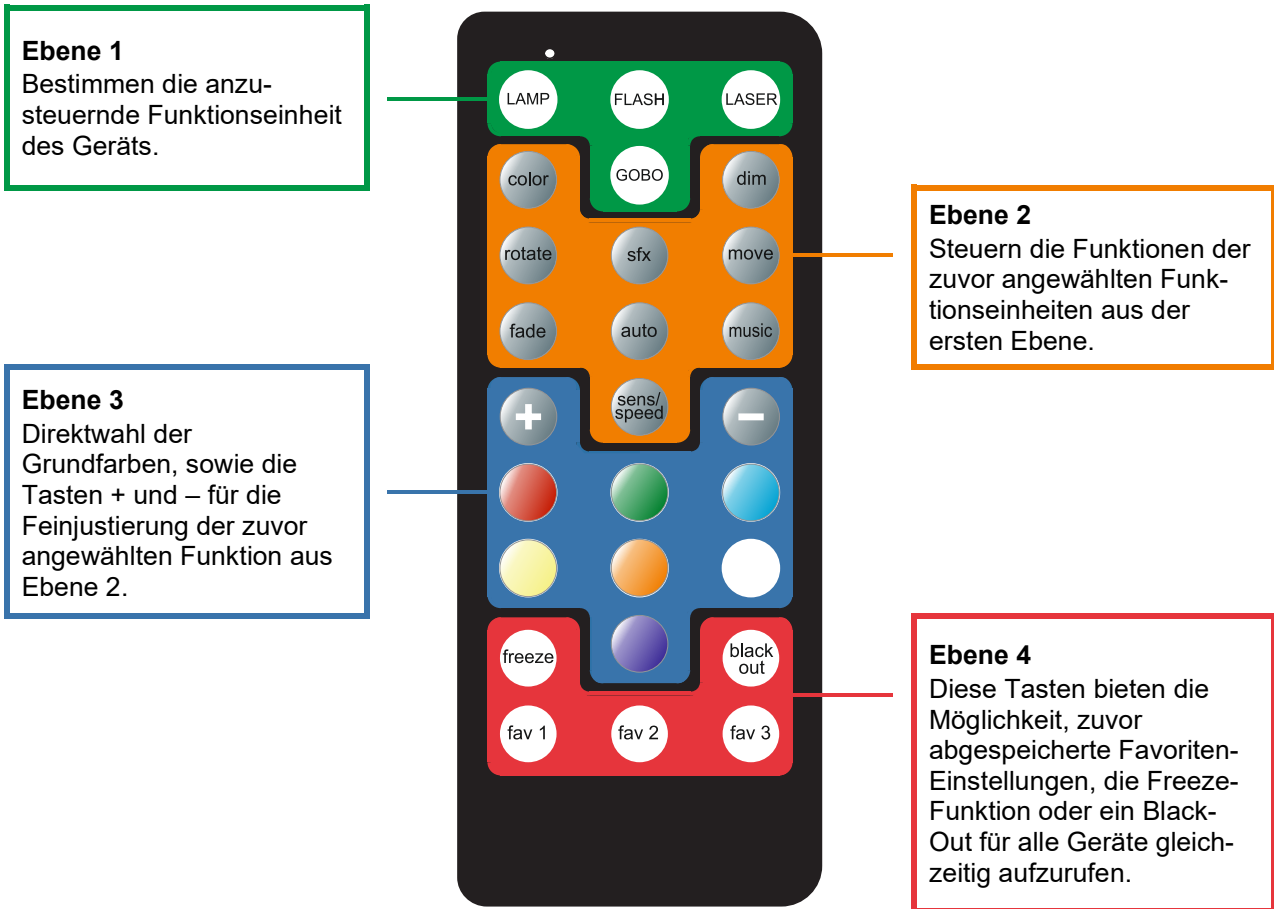 Ebene 1
Bestimmen die anzu-
steuernde Funktionseinheit
des Geräts.
LAMP FLASH LASER
GOBO
color dim
rotate sfx move
fade auto music
sens/
speed
+ −
freeze black
out
fav 1 fav 2 fav 3
Ebene 2
Steuern die Funktionen der
zuvor angewählten Funk-
tionseinheiten aus der
ersten Ebene.
Ebene 3
Direktwahl der
Grundfarben, sowie die
Tasten + und – für die
Feinjustierung der zuvor
angewählten Funktion aus
Ebene 2.
Ebene 4
Diese Tasten bieten die
Möglichkeit, zuvor
abgespeicherte Favoriten-
Einstellungen, die Freeze-
Funktion oder ein Black-
Out für alle Geräte gleich-
zeitig aufzurufen.